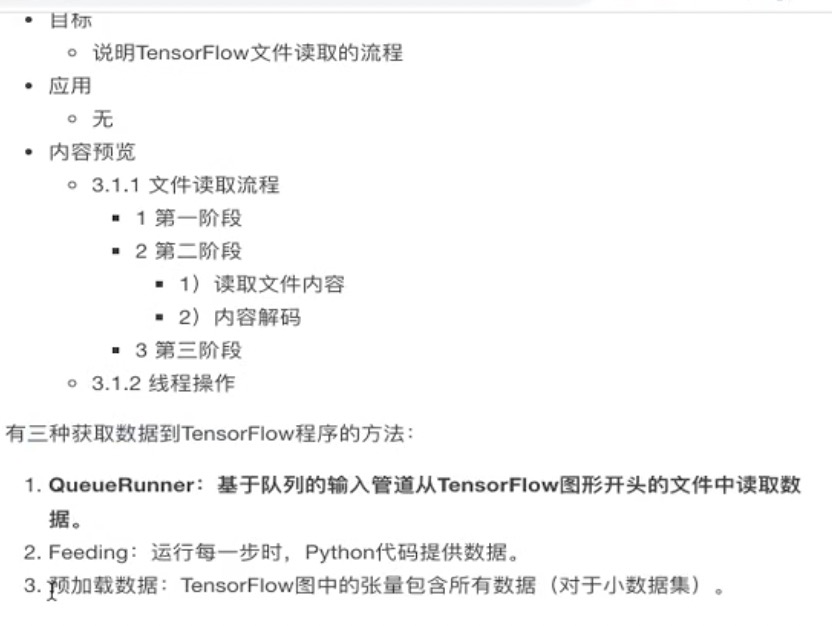 目标
说明TensorFlow文件读取的流程
应用
无
内容预览
3.1.1 文件读取流程
1 第一阶段
2 第二阶段
1）读取文件内容
2）内容解码
3 第三阶段
3.1.2 线程操作
有三种获取数据到TensorFlow程序的方法：
1. QueueRunner：基于队列的输入管道从TensorFlow图形开头的文件中读取数
据。
2. Feeding：运行每一步时，Python代码提供数据。
3. 预加载数据：TensorFlow图中的张量包含所有数据（对于小数据集）。